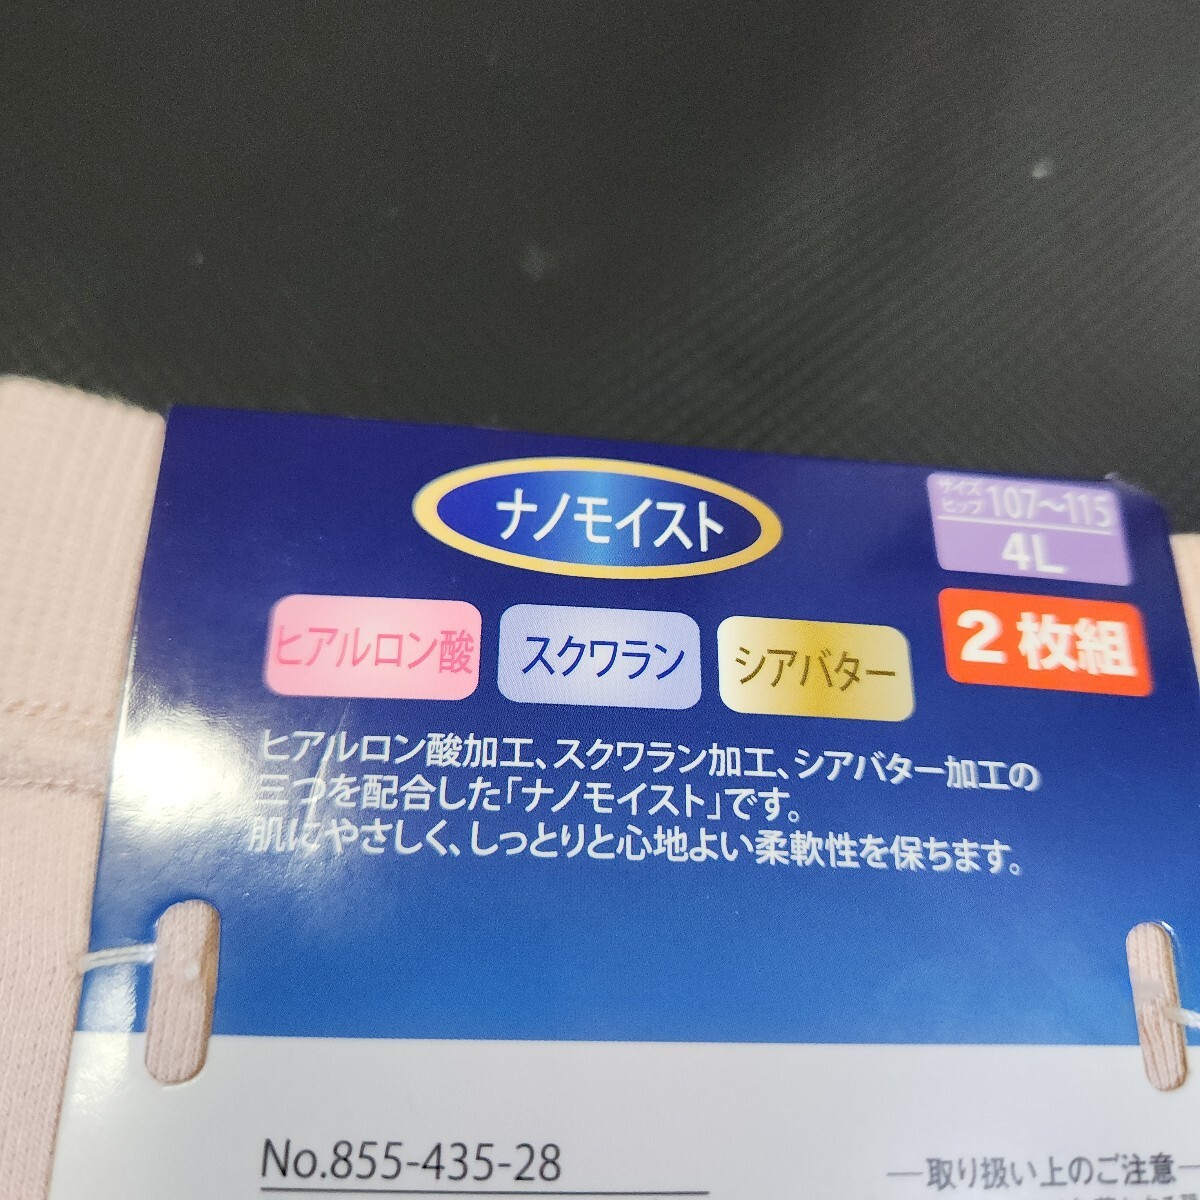 ナノモイスト
サイズ
ヒップ 107〜115
4L
2枚組
ヒアルロン酸
スクワラン
シアバター
ヒアルロン酸加工、スクワラン加工、シアバター加工の
三つを配合した「ナノモイスト」です。
肌にやさしく、しっとりと心地よい柔軟性を保ちます。
No.855-435-28
―取り扱い上のご注意―